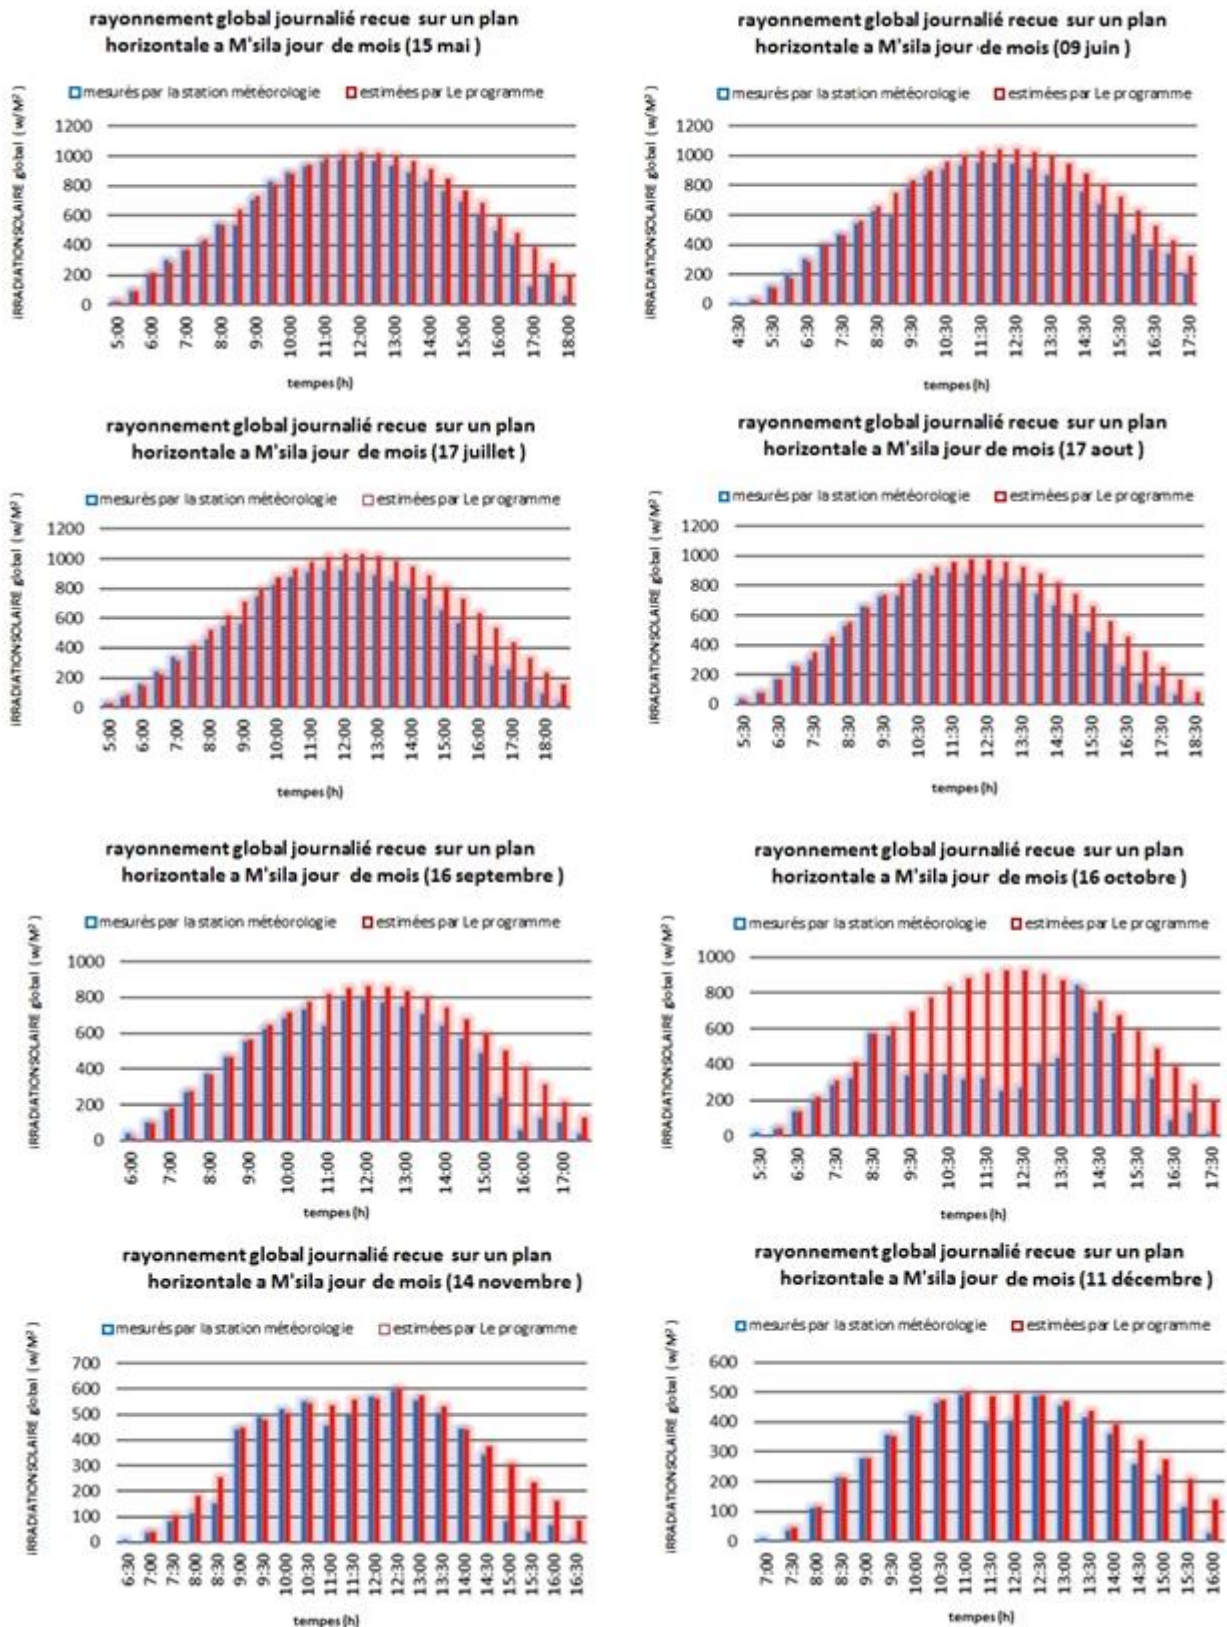 rayonnement global journalié recue sur un plan
horizontale a M'sila jour de mois (15 mai )
mesurés par la station météorologie estimées par Le programme
iRRADIATIONSOLAIRE global ( w/M² )
1200
1000
800
600
400
200
0
5:00 6:00 7:00 8:00 9:00 10:00 11:00 12:00 13:00 14:00 15:00 16:00 17:00 18:00
tempes (h)
rayonnement global journalié recue sur un plan
horizontale a M'sila jour de mois (09 juin )
mesurés par la station météorologie estimées par Le programme
iRRADIATIONSOLAIRE global ( w/M² )
1200
1000
800
600
400
200
0
4:30 5:30 6:30 7:30 8:30 9:30 10:30 11:30 12:30 13:30 14:30 15:30 16:30 17:30
tempes (h)
rayonnement global journalié recue sur un plan
horizontale a M'sila jour de mois (17 juillet )
mesurés par la station météorologie estimées par Le programme
iRRADIATIONSOLAIRE global ( w/M² )
1200
1000
800
600
400
200
0
5:00 6:00 7:00 8:00 9:00 10:00 11:00 12:00 13:00 14:00 15:00 16:00 17:00 18:00
tempes (h)
rayonnement global journalié recue sur un plan
horizontale a M'sila jour de mois (17 aout )
mesurés par la station météorologie estimées par Le programme
iRRADIATIONSOLAIRE global ( w/M² )
1200
1000
800
600
400
200
0
5:30 6:30 7:30 8:30 9:30 10:30 11:30 12:30 13:30 14:30 15:30 16:30 17:30 18:30
tempes (h)
rayonnement global journalié recue sur un plan
horizontale a M'sila jour de mois (16 septembre )
mesurés par la station météorologie estimées par Le programme
iRRADIATIONSOLAIRE global ( w/M² )
1000
800
600
400
200
0
6:00 7:00 8:00 9:00 10:00 11:00 12:00 13:00 14:00 15:00 16:00 17:00
tempes (h)
rayonnement global journalié recue sur un plan
horizontale a M'sila jour de mois (16 octobre )
mesurés par la station météorologie estimées par Le programme
iRRADIATIONSOLAIRE global ( w/M² )
1000
800
600
400
200
0
5:30 6:30 7:30 8:30 9:30 10:30 11:30 12:30 13:30 14:30 15:30 16:30 17:30
tempes (h)
rayonnement global journalié recue sur un plan
horizontale a M'sila jour de mois (14 novembre )
mesurés par la station météorologie estimées par Le programme
iRRADIATIONSOLAIRE global ( w/M² )
700
600
500
400
300
200
100
0
6:30 7:00 7:30 8:00 8:30 9:00 9:30 10:00 10:30 11:00 11:30 12:00 12:30 13:00 13:30 14:00 14:30 15:00 15:30 16:00 16:30
tempes (h)
rayonnement global journalié recue sur un plan
horizontale a M'sila jour de mois (11 décembre )
mesurés par la station météorologie estimées par Le programme
iRRADIATIONSOLAIRE global ( w/M² )
600
500
400
300
200
100
0
7:00 7:30 8:00 8:30 9:00 9:30 10:00 10:30 11:00 11:30 12:00 12:30 13:00 13:30 14:00 14:30 15:00 15:30 16:00
tempes (h)